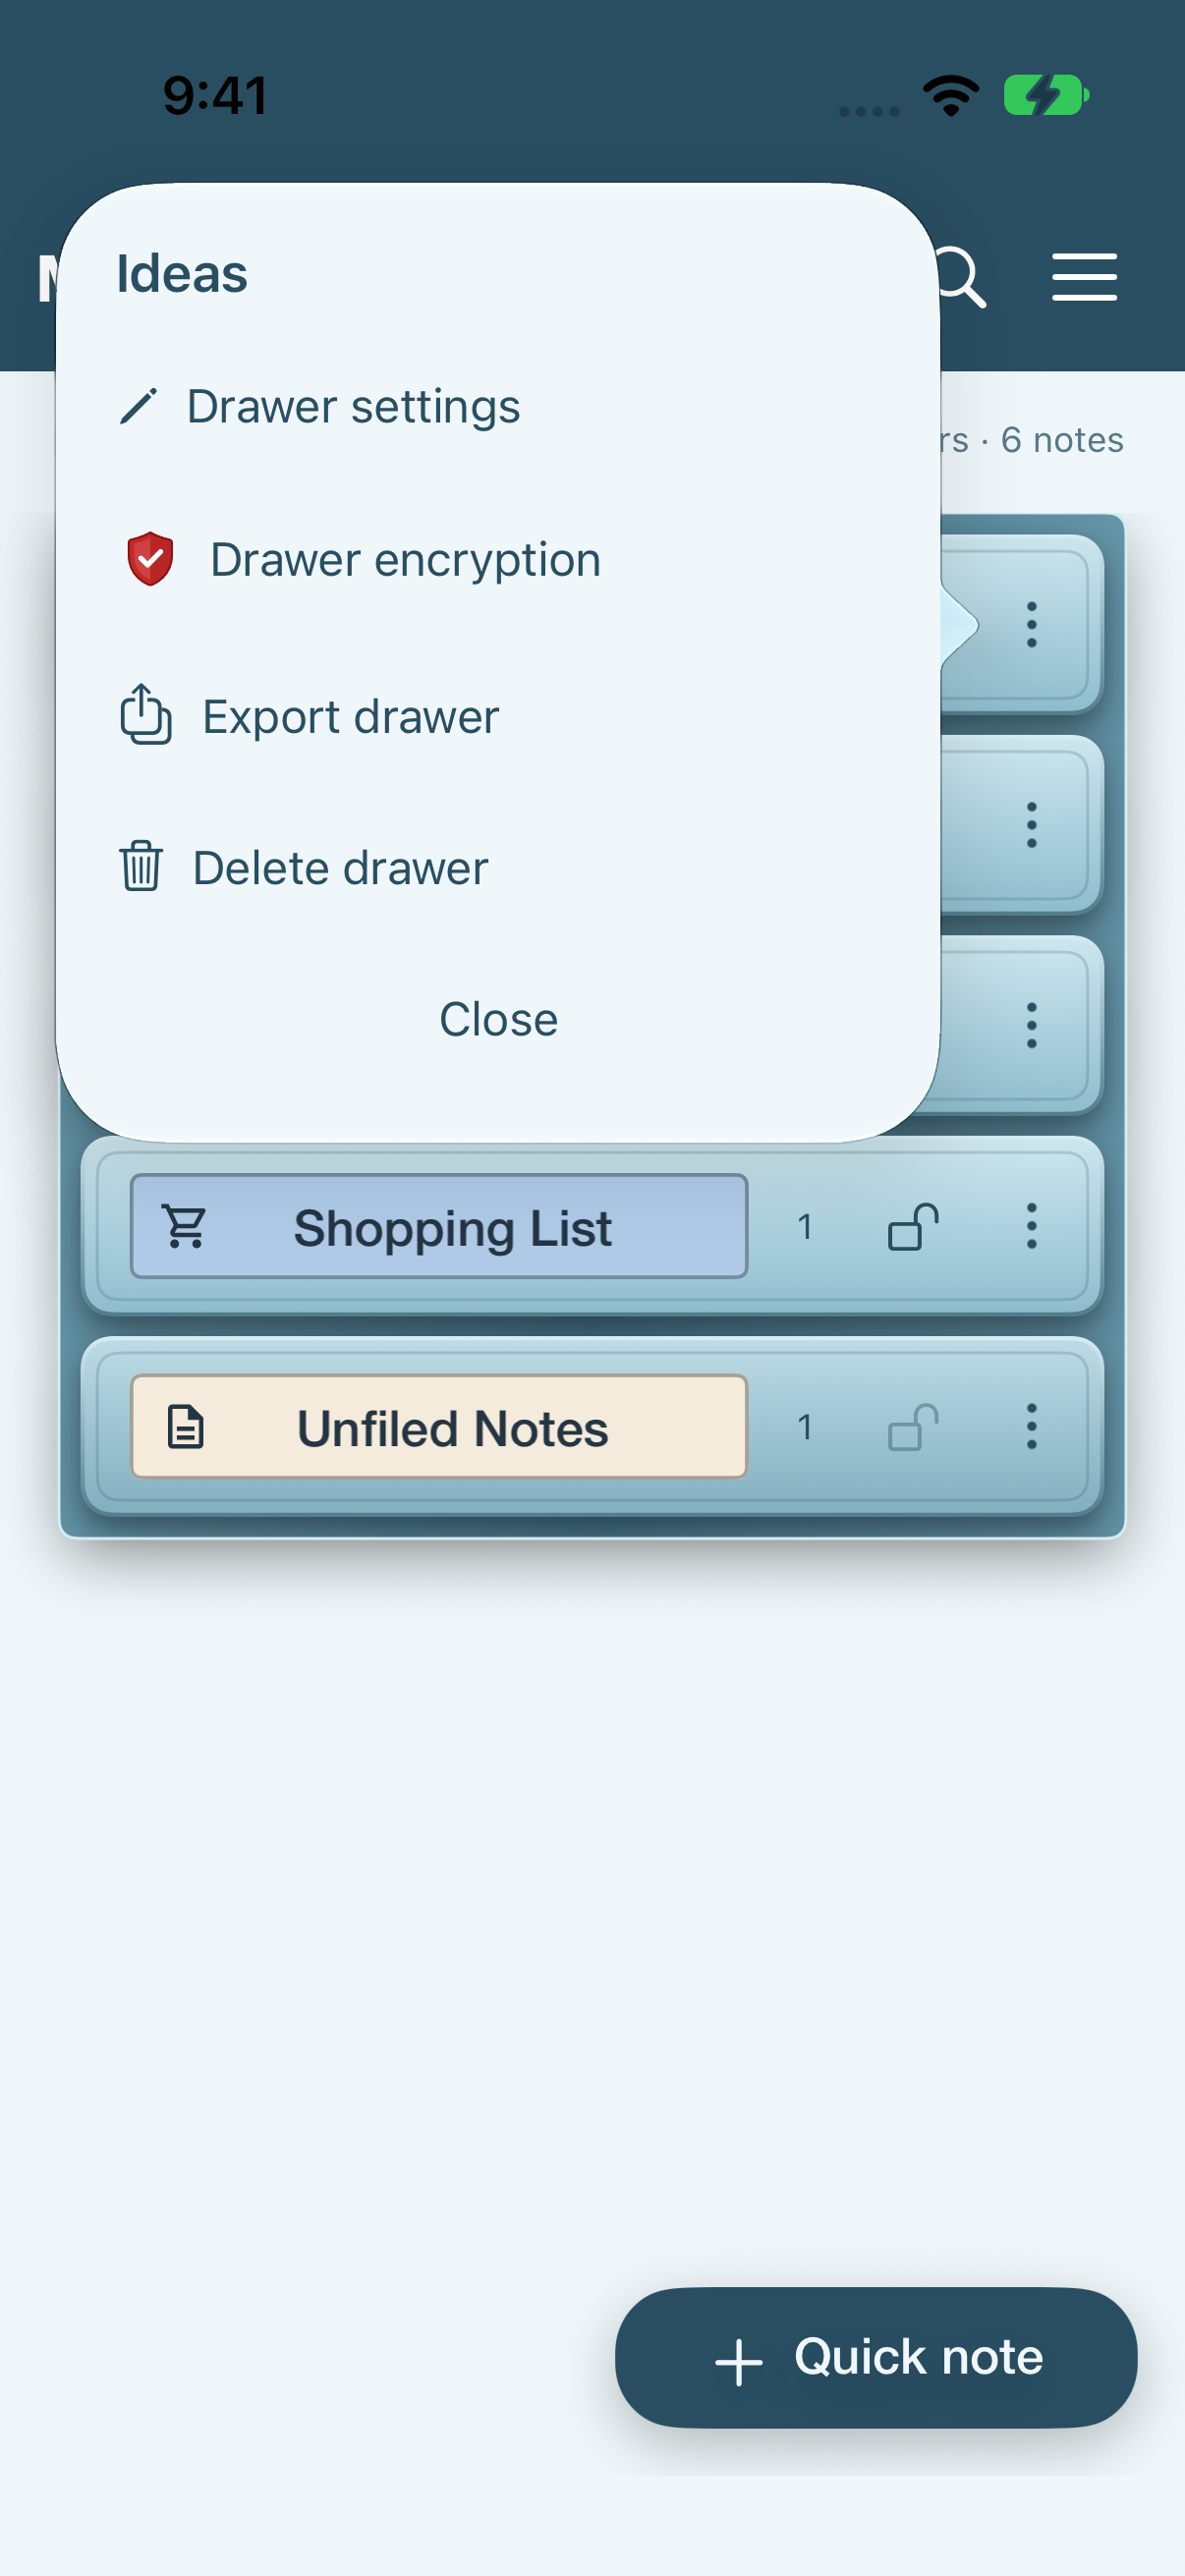 9:41
Ideas
Drawer settings
· 6 notes
Drawer encryption
Export drawer
Delete drawer
Close
Shopping List 1
Unfiled Notes 1
Quick note